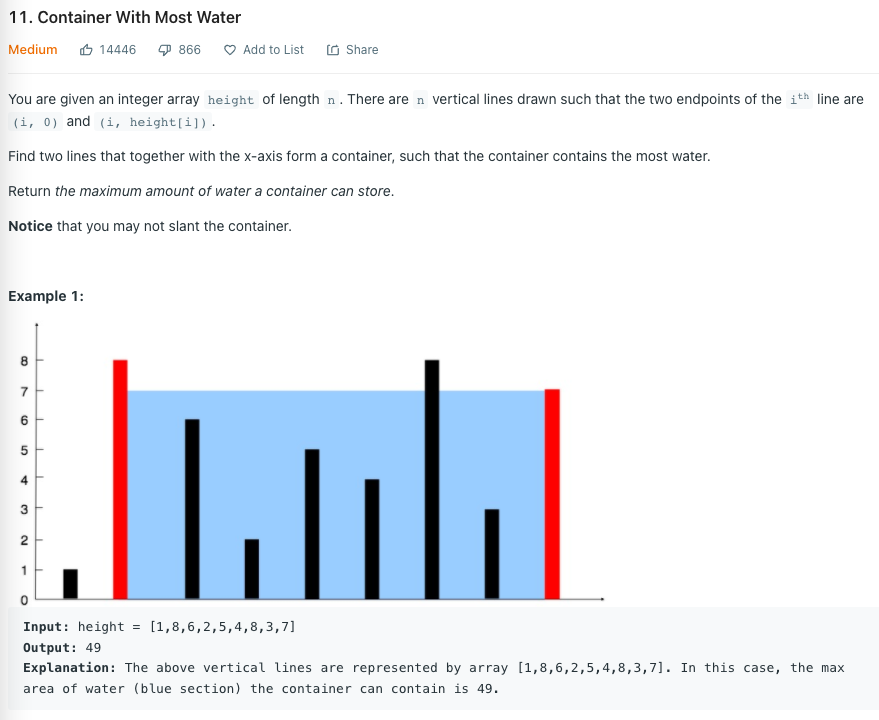 11. Container With Most Water
Medium 14446 866 Add to List Share
You are given an integer array height of length n. There are n vertical lines drawn such that the two endpoints of the ith line are
(i, 0) and (i, height[i]).
Find two lines that together with the x-axis form a container, such that the container contains the most water.
Return the maximum amount of water a container can store.
Notice that you may not slant the container.
Example 1:
8
7
6
5
4
3
2
1
0
Input: height = [1,8,6,2,5,4,8,3,7]
Output: 49
Explanation: The above vertical lines are represented by array [1,8,6,2,5,4,8,3,7]. In this case, the max
area of water (blue section) the container can contain is 49.